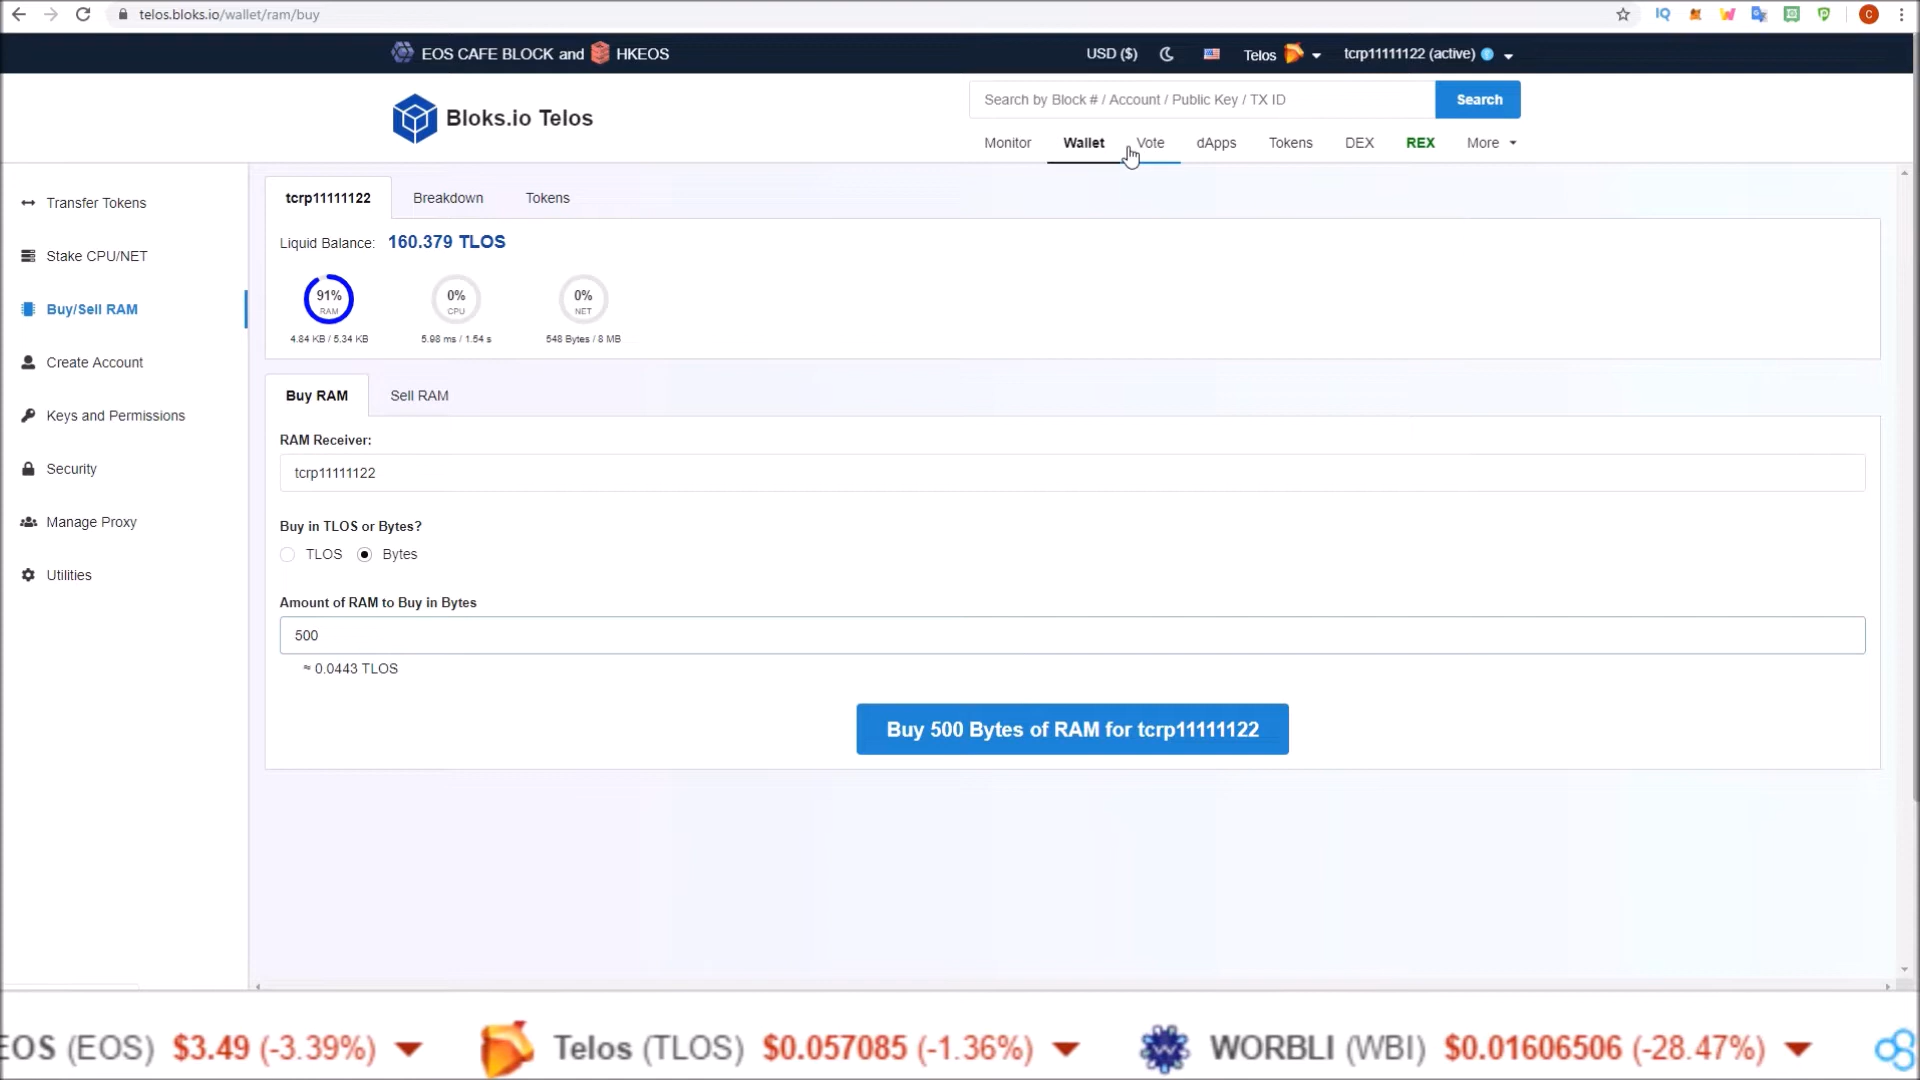 telos.bloks.io/wallet/ram/buy
IQ
C
EOS CAFE BLOCK and HKEOS
USD ($) Telos tcrp11111122 (active)
Bloks.io Telos
Search by Block # / Account / Public Key / TX ID Search
Monitor Wallet Vote dApps Tokens DEX REX More
Transfer Tokens
Stake CPU/NET
Buy/Sell RAM
Create Account
Keys and Permissions
Security
Manage Proxy
Utilities
tcrp11111122 Breakdown Tokens
Liquid Balance: 160.379 TLOS
91% 0% 0%
RAM CPU NET
4.84 KB / 5.34 KB 5.98 ms / 1.54 s 548 Bytes / 8 MB
Buy RAM Sell RAM
RAM Receiver:
tcrp11111122
Buy in TLOS or Bytes?
TLOS Bytes
Amount of RAM to Buy in Bytes
500
≈ 0.0443 TLOS
Buy 500 Bytes of RAM for tcrp11111122
EOS (EOS) $3.49 (-3.39%) Telos (TLOS) $0.057085 (-1.36%) WORBLI (WBI) $0.01606506 (-28.47%)